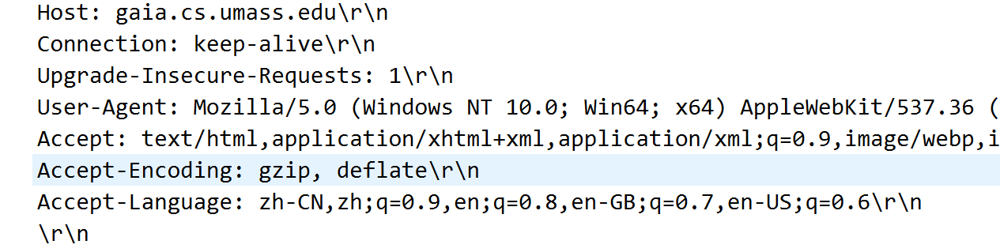 Host: gaia.cs.umass.edu\r\n
Connection: keep-alive\r\n
Upgrade-Insecure-Requests: 1\r\n
User-Agent: Mozilla/5.0 (Windows NT 10.0; Win64; x64) AppleWebKit/537.36 (
Accept: text/html,application/xhtml+xml,application/xml;q=0.9,image/webp,i
Accept-Encoding: gzip, deflate\r\n
Accept-Language: zh-CN,zh;q=0.9,en;q=0.8,en-GB;q=0.7,en-US;q=0.6\r\n
\r\n